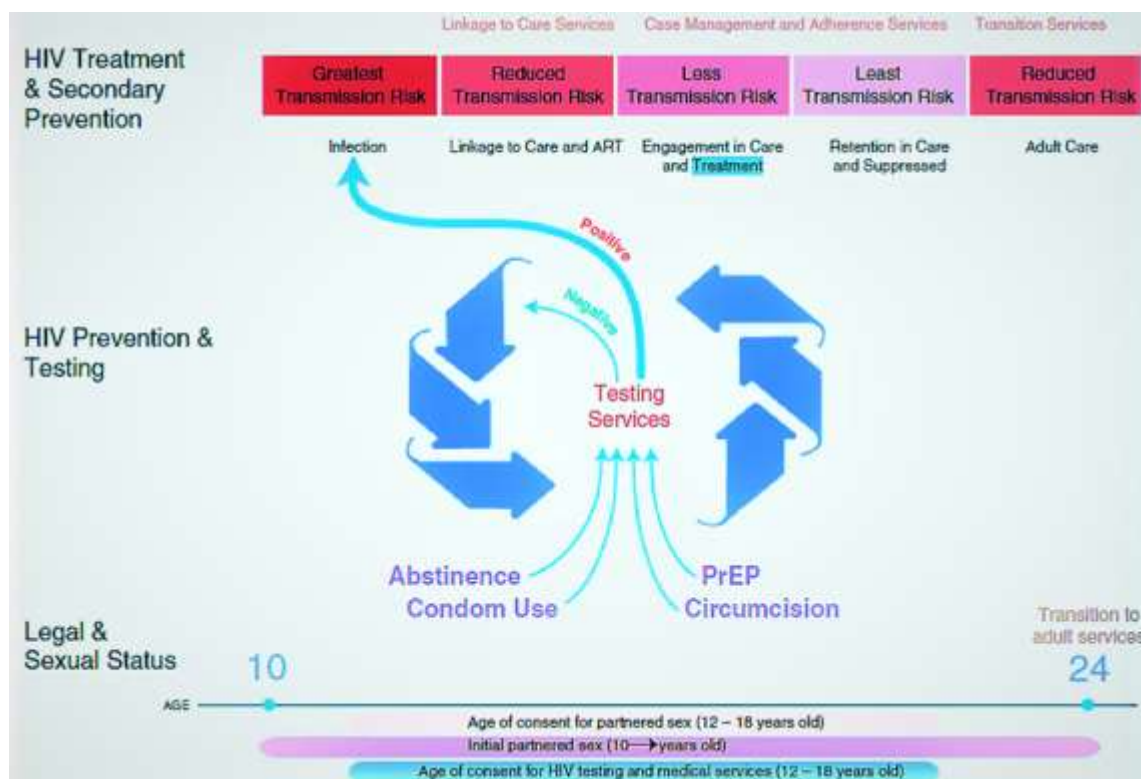 Linkage to Care Services
Case Management and Adherence Services
Transition Services
HIV Treatment
& Secondary
Prevention
Greatest
Transmission Risk
Reduced
Transmission Risk
Less
Transmission Risk
Least
Transmission Risk
Reduced
Transmission Risk
Infection
Linkage to Care and ART
Engagement in Care
and Treatment
Retention in Care
and Suppressed
Adult Care
Positive
Negative
HIV Prevention &
Testing
Testing
Services
Abstinence
Condom Use
PrEP
Circumcision
Legal &
Sexual Status
Transition to
adult services
10
24
AGE
Age of consent for partnered sex (12 – 18 years old)
Initial partnered sex (10→years old)
Age of consent for HIV testing and medical services (12 – 18 years old)